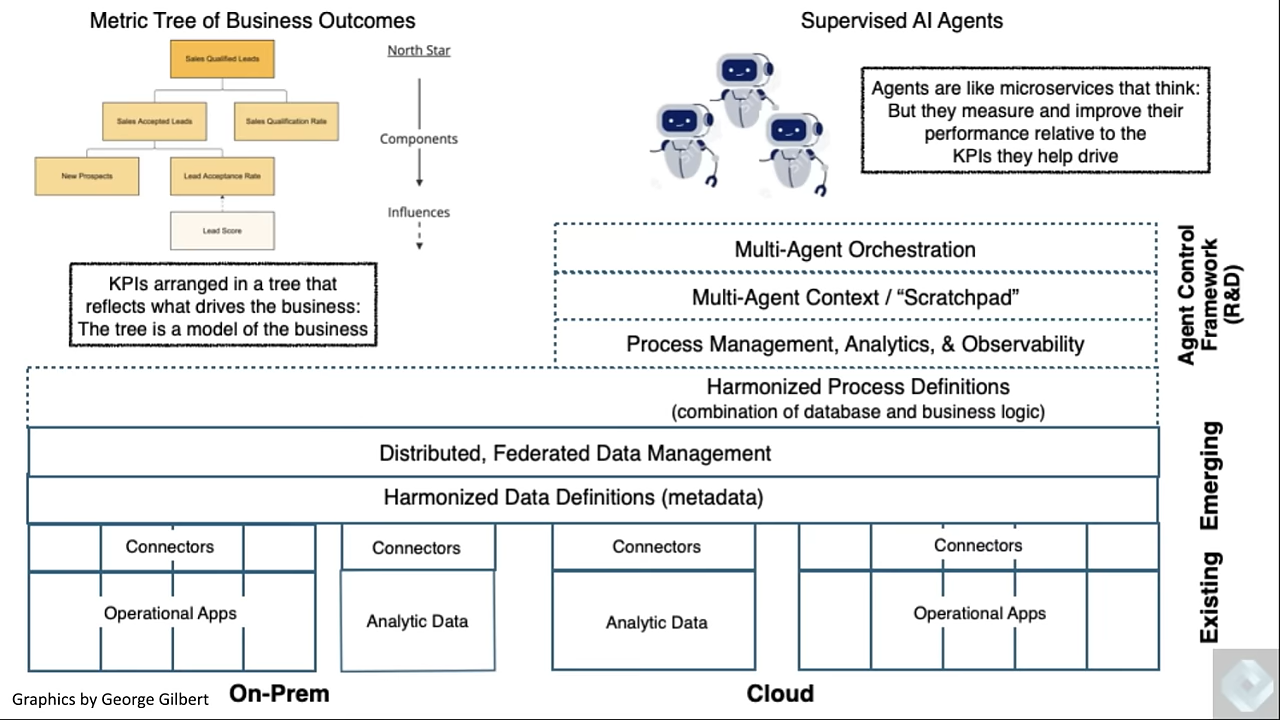 Metric Tree of Business Outcomes
Supervised AI Agents
Sales Qualified Leads
North Star
Sales Accepted Leads
Sales Qualification Rate
Components
New Prospects
Lead Acceptance Rate
Influences
Lead Score
KPIs arranged in a tree that
reflects what drives the business:
The tree is a model of the business
Agents are like microservices that think:
But they measure and improve their
performance relative to the
KPIs they help drive
Multi-Agent Orchestration
Multi-Agent Context / “Scratchpad”
Process Management, Analytics, & Observability
Agent Control
Framework
(R&D)
Harmonized Process Definitions
(combination of database and business logic)
Distributed, Federated Data Management
Harmonized Data Definitions (metadata)
Emerging
Connectors
Connectors
Connectors
Connectors
Operational Apps
Analytic Data
Analytic Data
Operational Apps
Existing
Graphics by George Gilbert
On-Prem
Cloud